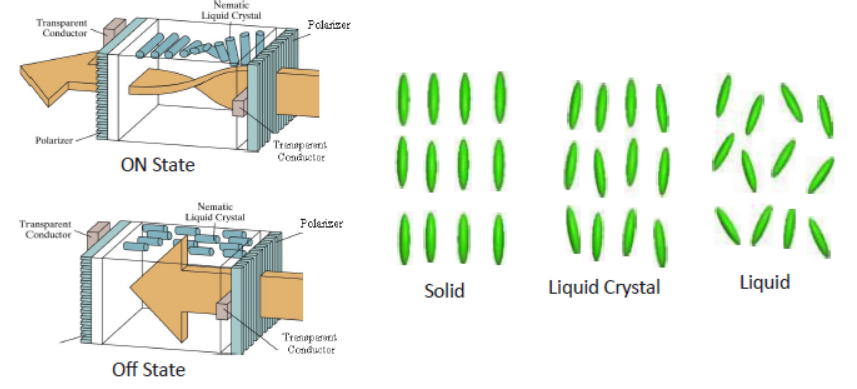 Nematic
Liquid Crystal
Transparent
Conductor
Polarizer
Polarizer
Transparent
Conductor
ON State
Nematic
Liquid Crystal
Transparent
Conductor
Polarizer
Transparent
Conductor
Off State
Solid
Liquid Crystal
Liquid